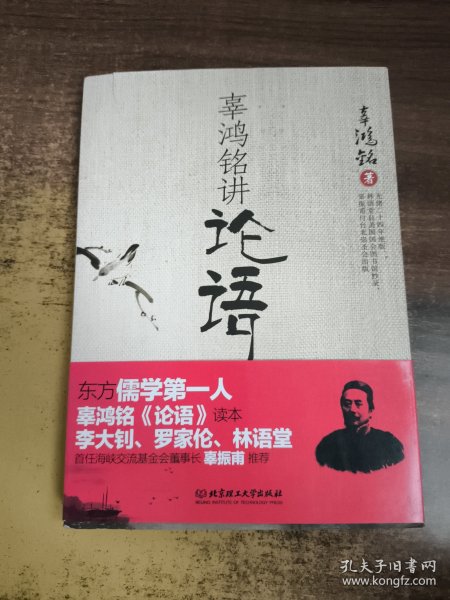 辜鸿铭讲
论语
辜鸿铭
著
东方儒学第一人
辜鸿铭《论语》读本
李大钊、罗家伦、林语堂
首任海峡交流基金会董事长 辜振甫 推荐
北京理工大学出版社
BEIJING INSTITUTE OF TECHNOLOGY PRESS
孔夫子旧书网
www.kongfz.com